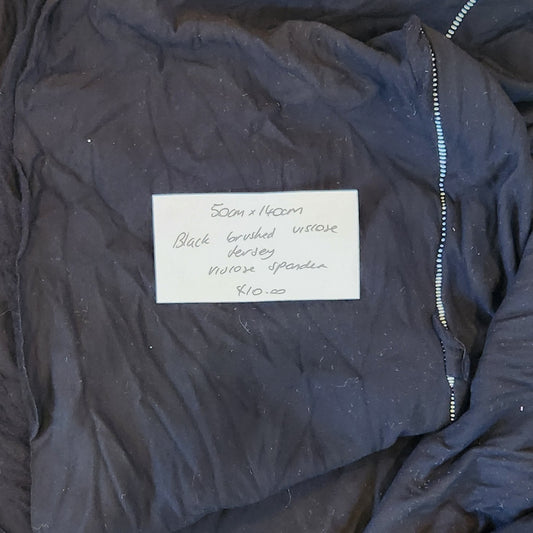 50cm x 140cm
Black brushed viscose
Jersey
viscose spandex
$10.00